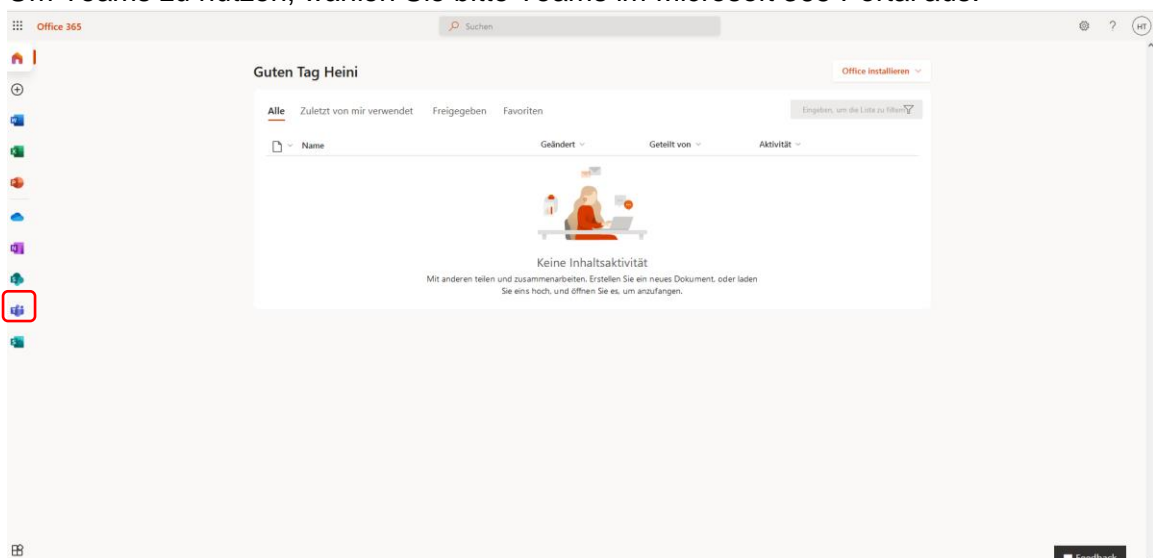 Um Teams zu nutzen, wählen Sie bitte Teams im Microsoft 365 Portal aus.
Office 365
Suchen
?
HT
Guten Tag Heini
Office installieren
Alle Zuletzt von mir verwendet Freigegeben Favoriten
Eingeben, um die Liste zu filtern
Name Geändert Geteilt von Aktivität
Keine Inhaltsaktivität
Mit anderen teilen und zusammenarbeiten. Erstellen Sie ein neues Dokument, oder laden
Sie eins hoch, und öffnen Sie es, um anzufangen.
Feedback